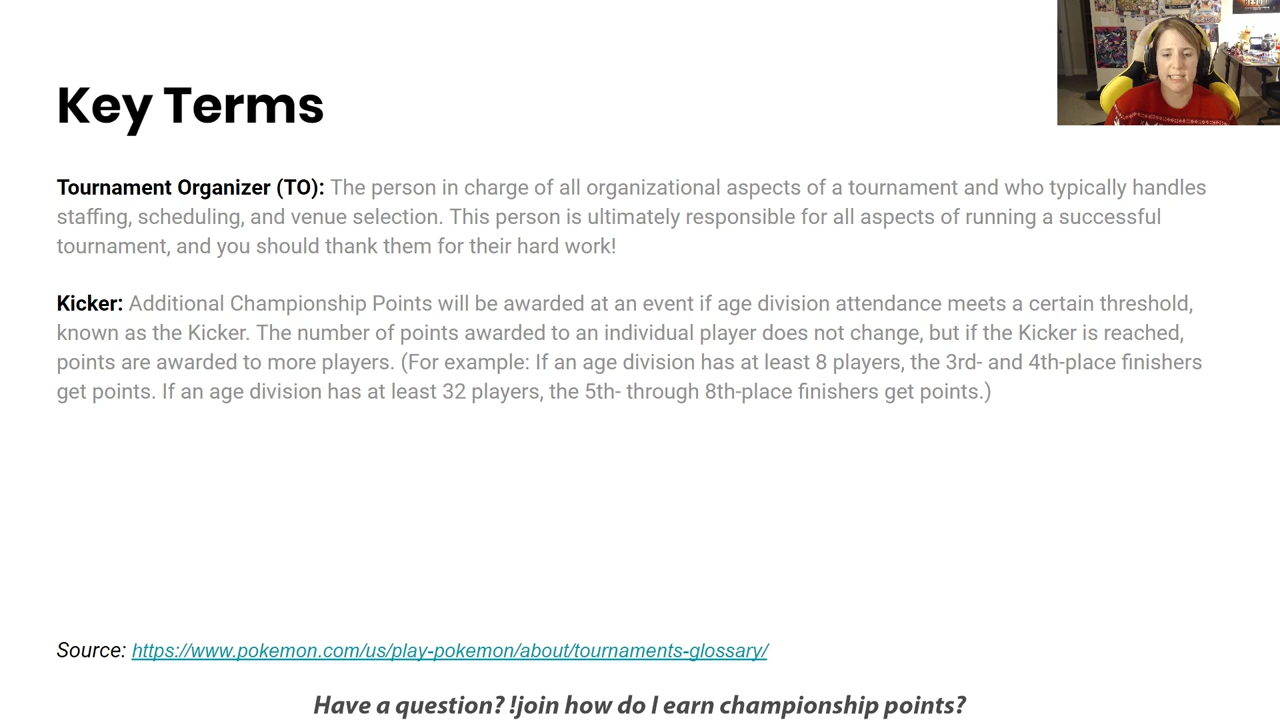 Key Terms
Tournament Organizer (TO): The person in charge of all organizational aspects of a tournament and who typically handles
staffing, scheduling, and venue selection. This person is ultimately responsible for all aspects of running a successful
tournament, and you should thank them for their hard work!
Kicker: Additional Championship Points will be awarded at an event if age division attendance meets a certain threshold,
known as the Kicker. The number of points awarded to an individual player does not change, but if the Kicker is reached,
points are awarded to more players. (For example: If an age division has at least 8 players, the 3rd- and 4th-place finishers
get points. If an age division has at least 32 players, the 5th- through 8th-place finishers get points.)
Source: https://www.pokemon.com/us/play-pokemon/about/tournaments-glossary/
Have a question? !join how do I earn championship points?